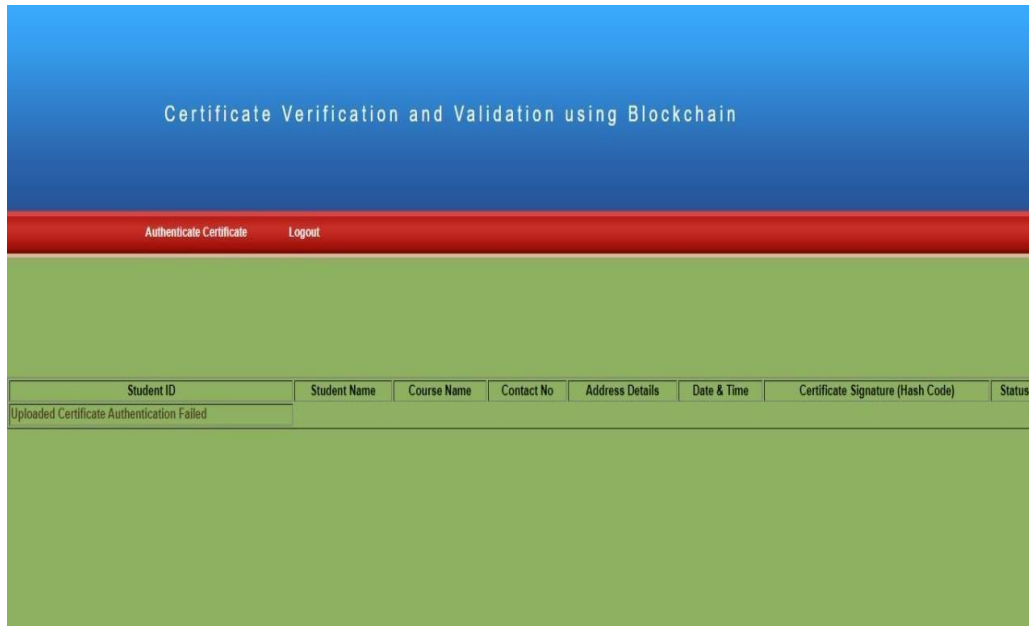 Certificate Verification and Validation using Blockchain
Authenticate Certificate Logout
Student ID Student Name Course Name Contact No Address Details Date & Time Certificate Signature (Hash Code) Status
Uploaded Certificate Authentication Failed